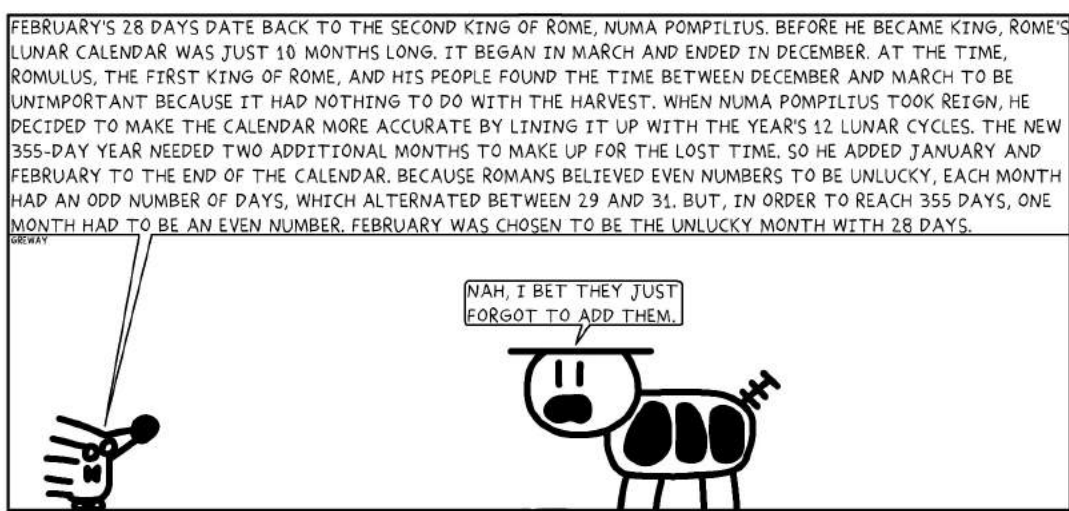 FEBRUARY'S 28 DAYS DATE BACK TO THE SECOND KING OF ROME, NUMA POMPILIUS. BEFORE HE BECAME KING, ROME'S
LUNAR CALENDAR WAS JUST 10 MONTHS LONG. IT BEGAN IN MARCH AND ENDED IN DECEMBER. AT THE TIME,
ROMULUS, THE FIRST KING OF ROME, AND HIS PEOPLE FOUND THE TIME BETWEEN DECEMBER AND MARCH TO BE
UNIMPORTANT BECAUSE IT HAD NOTHING TO DO WITH THE HARVEST. WHEN NUMA POMPILIUS TOOK REIGN, HE
DECIDED TO MAKE THE CALENDAR MORE ACCURATE BY LINING IT UP WITH THE YEAR'S 12 LUNAR CYCLES. THE NEW
355-DAY YEAR NEEDED TWO ADDITIONAL MONTHS TO MAKE UP FOR THE LOST TIME. SO HE ADDED JANUARY AND
FEBRUARY TO THE END OF THE CALENDAR. BECAUSE ROMANS BELIEVED EVEN NUMBERS TO BE UNLUCKY, EACH MONTH
HAD AN ODD NUMBER OF DAYS, WHICH ALTERNATED BETWEEN 29 AND 31. BUT, IN ORDER TO REACH 355 DAYS, ONE
MONTH HAD TO BE AN EVEN NUMBER. FEBRUARY WAS CHOSEN TO BE THE UNLUCKY MONTH WITH 28 DAYS.
GREWAY
NAH, I BET THEY JUST
FORGOT TO ADD THEM.